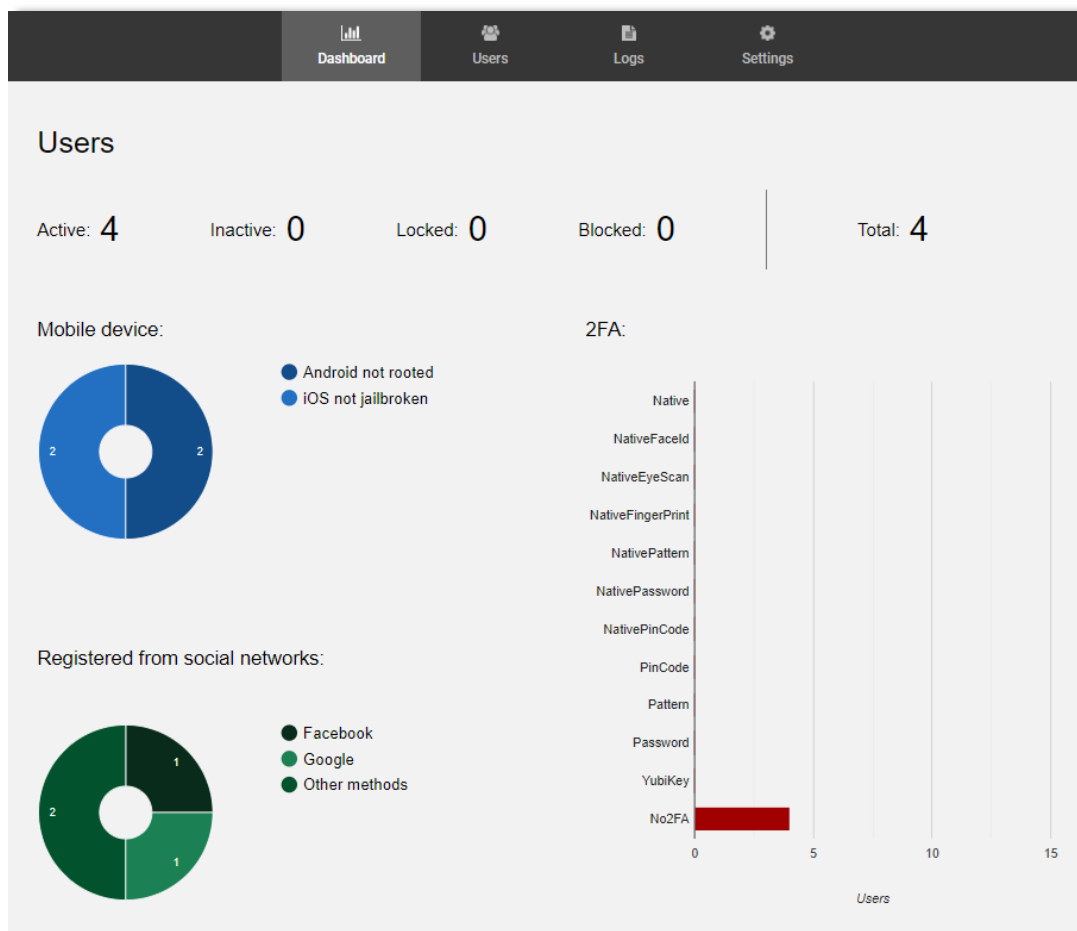 Dashboard Users Logs Settings
Users
Active: 4 Inactive: 0 Locked: 0 Blocked: 0 Total: 4
Mobile device:
2
2
Android not rooted
iOS not jailbroken
Registered from social networks:
2
1
1
Facebook
Google
Other methods
2FA:
Native
NativeFaceId
NativeEyeScan
NativeFingerPrint
NativePattern
NativePassword
NativePinCode
PinCode
Pattern
Password
YubiKey
No2FA
0 5 10 15
Users